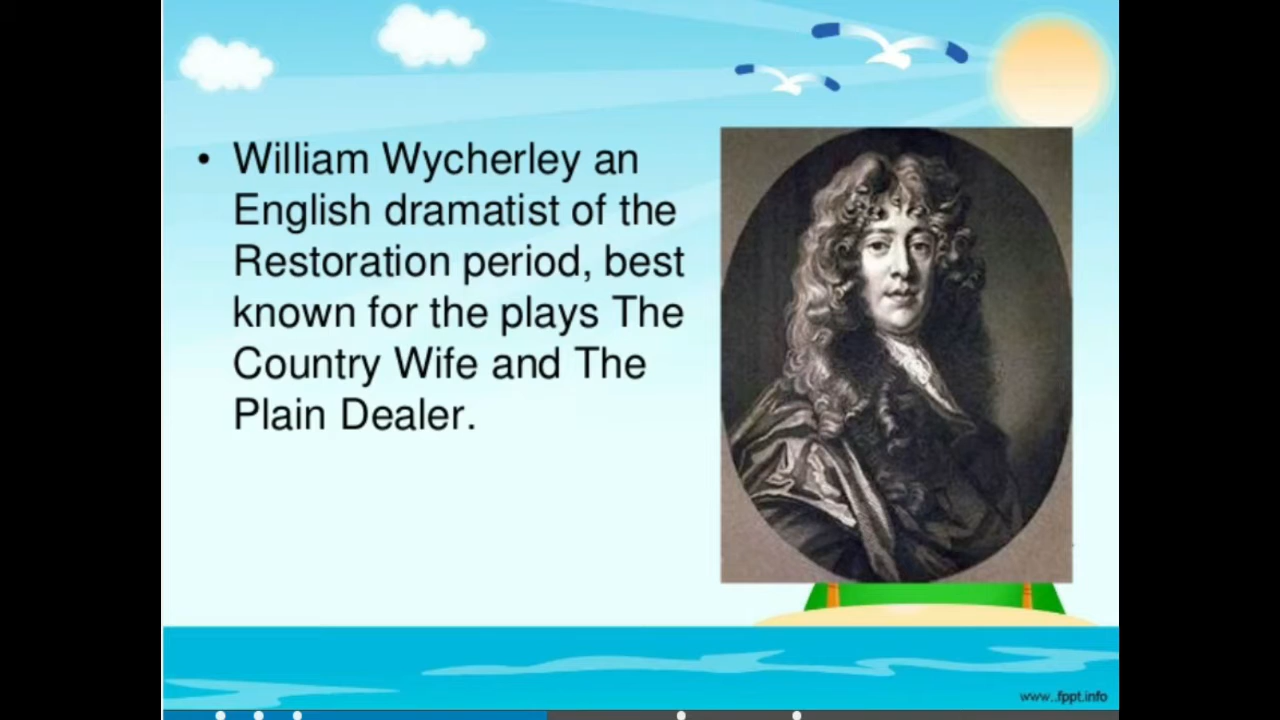 • William Wycherley an
English dramatist of the
Restoration period, best
known for the plays The
Country Wife and The
Plain Dealer.
www..fppt.info